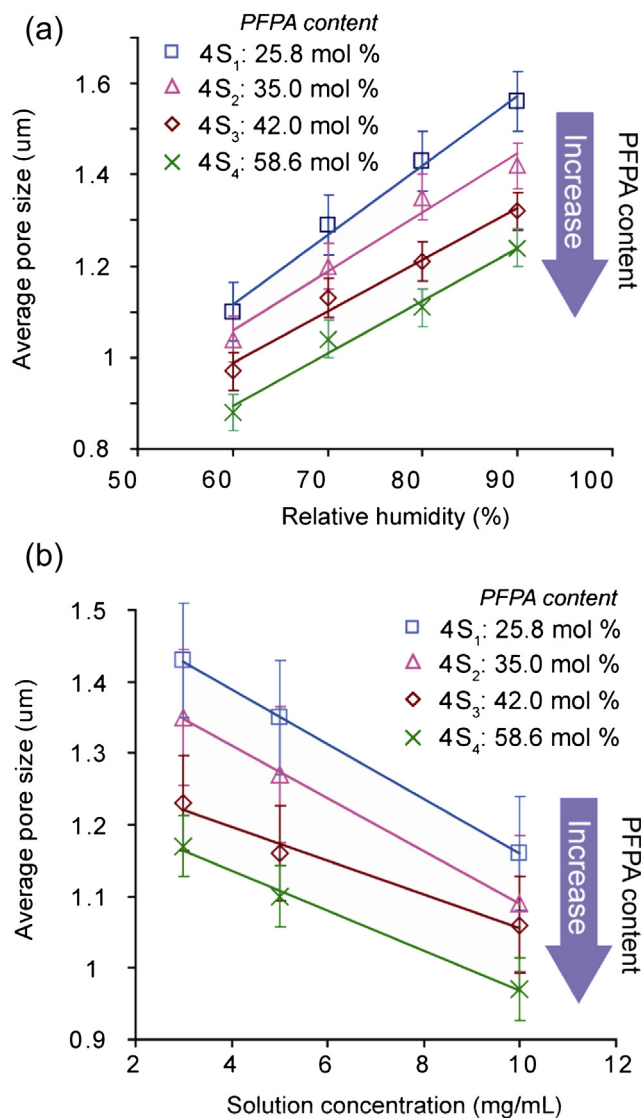 (a)
PFPA content
4S₁: 25.8 mol %
4S₂: 35.0 mol %
4S₃: 42.0 mol %
4S₄: 58.6 mol %
Average pore size (um)
1.6
1.4
1.2
1
0.8
50
60
70
80
90
100
Relative humidity (%)
Increase
PFPA content
(b)
PFPA content
4S₁: 25.8 mol %
4S₂: 35.0 mol %
4S₃: 42.0 mol %
4S₄: 58.6 mol %
Average pore size (um)
1.5
1.4
1.3
1.2
1.1
1
0.9
2
4
6
8
10
12
Solution concentration (mg/mL)
Increase
PFPA content